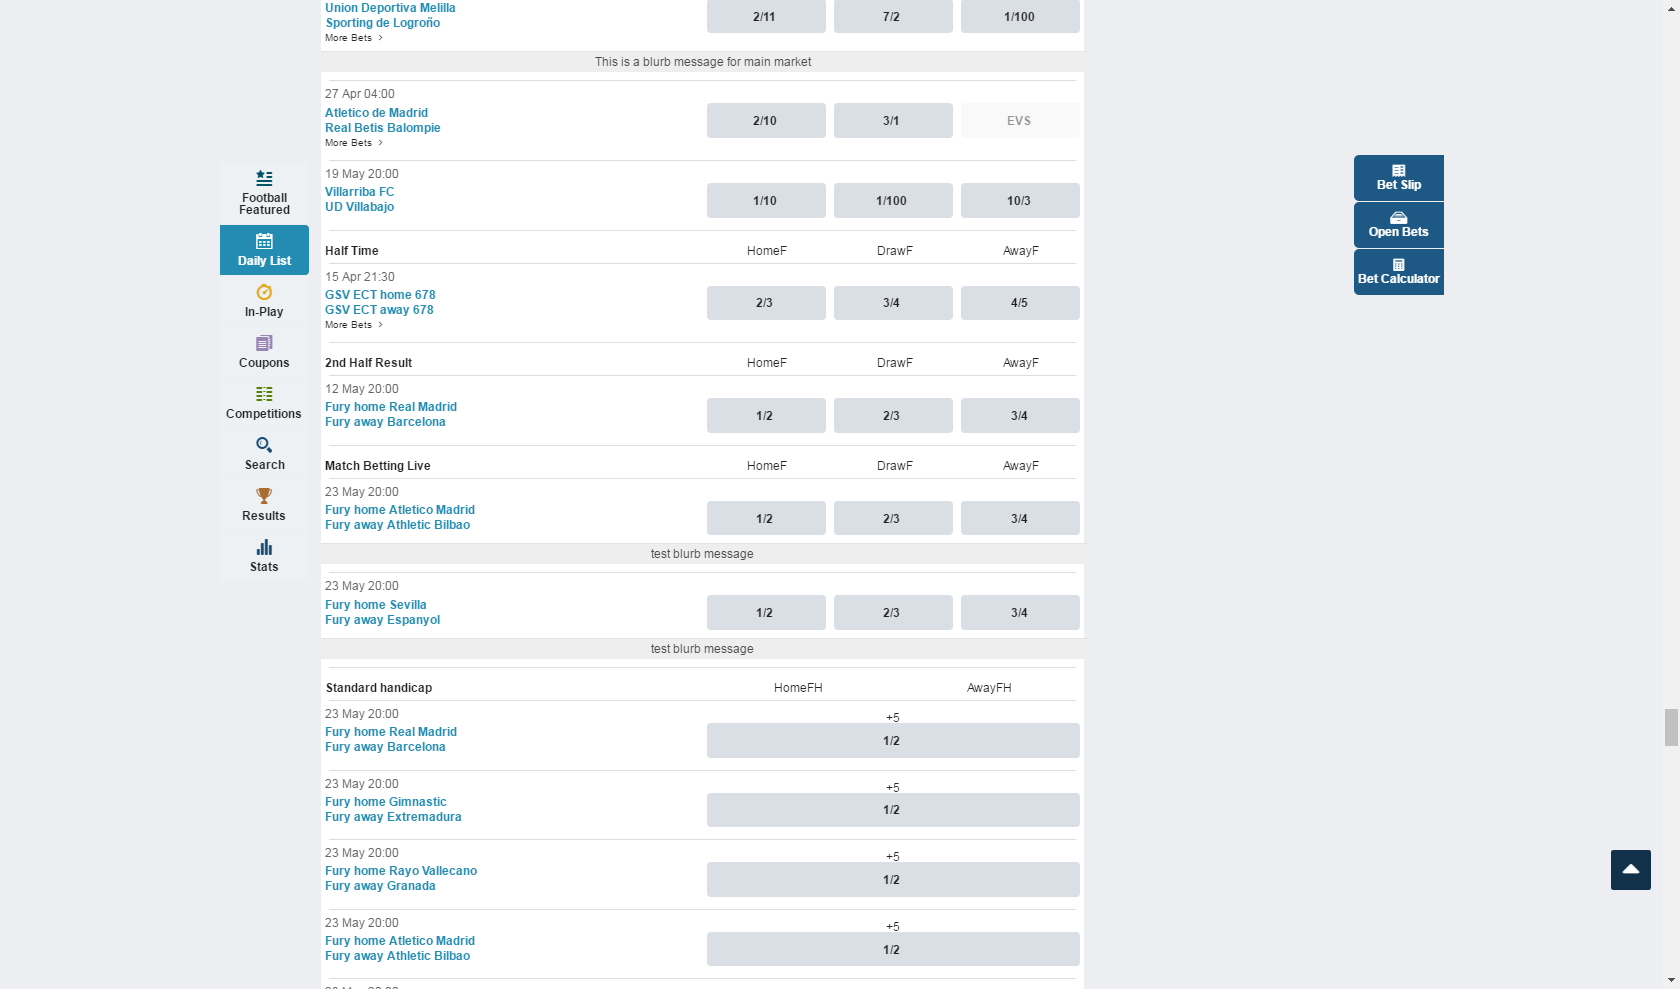 Union Deportiva Melilla
Sporting de Logroño
2/11 7/2 1/100
More Bets >
This is a blurb message for main market
27 Apr 04:00
Atletico de Madrid
Real Betis Balompie
2/10 3/1 EVS
More Bets >
19 May 20:00
Villarriba FC
UD Villabajo
1/10 1/100 10/3
Half Time HomeF DrawF AwayF
15 Apr 21:30
GSV ECT home 678
GSV ECT away 678
2/3 3/4 4/5
More Bets >
2nd Half Result HomeF DrawF AwayF
12 May 20:00
Fury home Real Madrid
Fury away Barcelona
1/2 2/3 3/4
Match Betting Live HomeF DrawF AwayF
23 May 20:00
Fury home Atletico Madrid
Fury away Athletic Bilbao
1/2 2/3 3/4
test blurb message
23 May 20:00
Fury home Sevilla
Fury away Espanyol
1/2 2/3 3/4
test blurb message
Standard handicap HomeFH AwayFH
23 May 20:00
Fury home Real Madrid
Fury away Barcelona
+5
1/2
23 May 20:00
Fury home Gimnastic
Fury away Extremadura
+5
1/2
23 May 20:00
Fury home Rayo Vallecano
Fury away Granada
+5
1/2
23 May 20:00
Fury home Atletico Madrid
Fury away Athletic Bilbao
+5
1/2
Football
Featured
Daily List
In-Play
Coupons
Competitions
Search
Results
Stats
Bet Slip
Open Bets
Bet Calculator